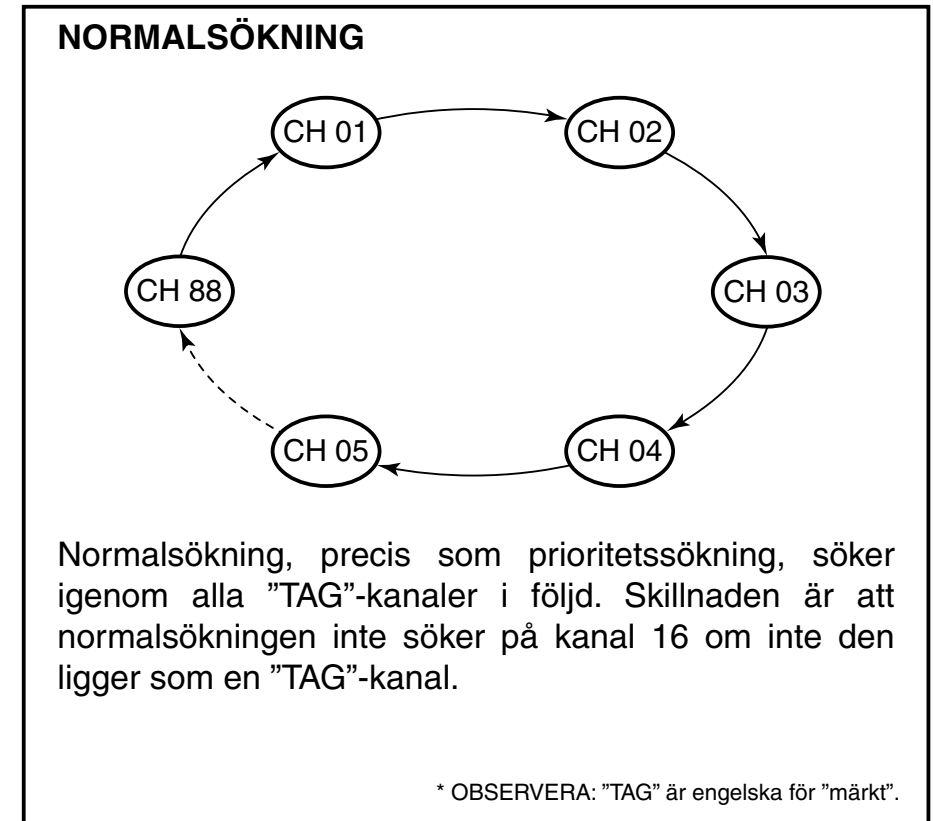 NORMALSÖKNING
CH 01
CH 02
CH 88
CH 03
CH 05
CH 04
Normalsökning, precis som prioritetssökning, söker
igenom alla ”TAG”-kanaler i följd. Skillnaden är att
normalsökningen inte söker på kanal 16 om inte den
ligger som en ”TAG”-kanal.
* OBSERVERA: ”TAG” är engelska för ”märkt”.